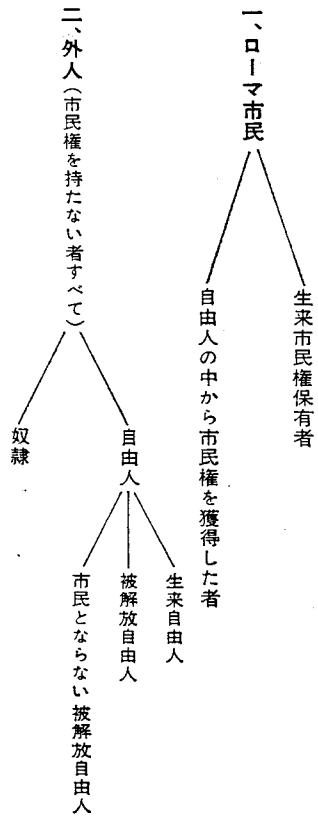 一、ローマ市民
生来市民権保有者
自由人の中から市民権を獲得した者
二、外人(市民権を持たない者すべて)
自由人
生来自由人
被解放自由人
市民とならない被解放自由人
奴隷